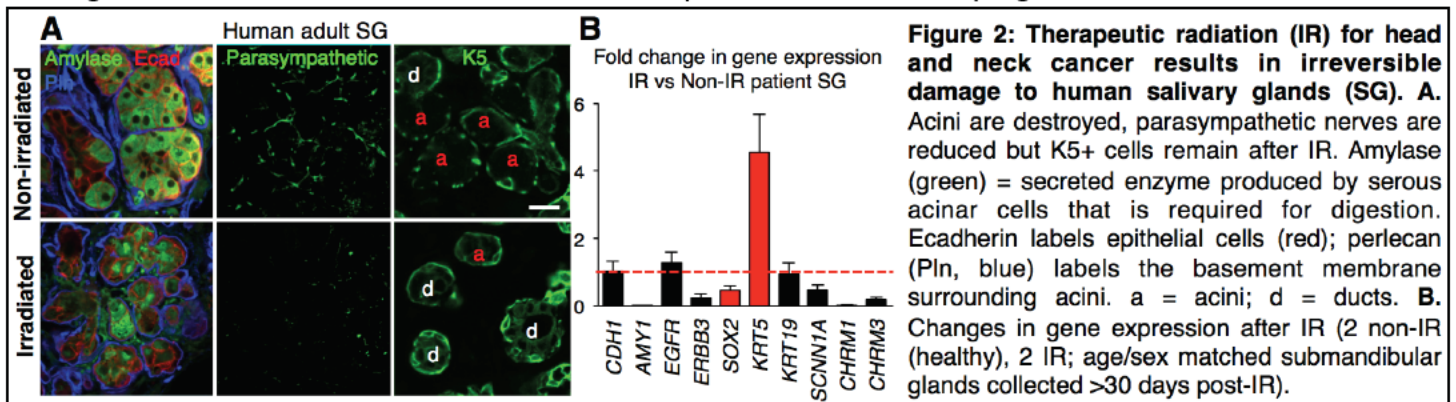 A
Human adult SG
Non-irradiated
Amylase Ecad
Pln
Parasympathetic
K5
d
a
a
a
a
Irradiated
a
d
d
d
B
Fold change in gene expression
IR vs Non-IR patient SG
6
4
2
0
CDH1
AMY1
EGFR
ERBB3
SOX2
KRT5
KRT19
SCNN1A
CHRM1
CHRM3
Figure 2: Therapeutic radiation (IR) for head
and neck cancer results in irreversible
damage to human salivary glands (SG). A.
Acini are destroyed, parasympathetic nerves are
reduced but K5+ cells remain after IR. Amylase
(green) = secreted enzyme produced by serous
acinar cells that is required for digestion.
Ecadherin labels epithelial cells (red); perlecan
(Pln, blue) labels the basement membrane
surrounding acini. a = acini; d = ducts. B.
Changes in gene expression after IR (2 non-IR
(healthy), 2 IR; age/sex matched submandibular
glands collected >30 days post-IR).